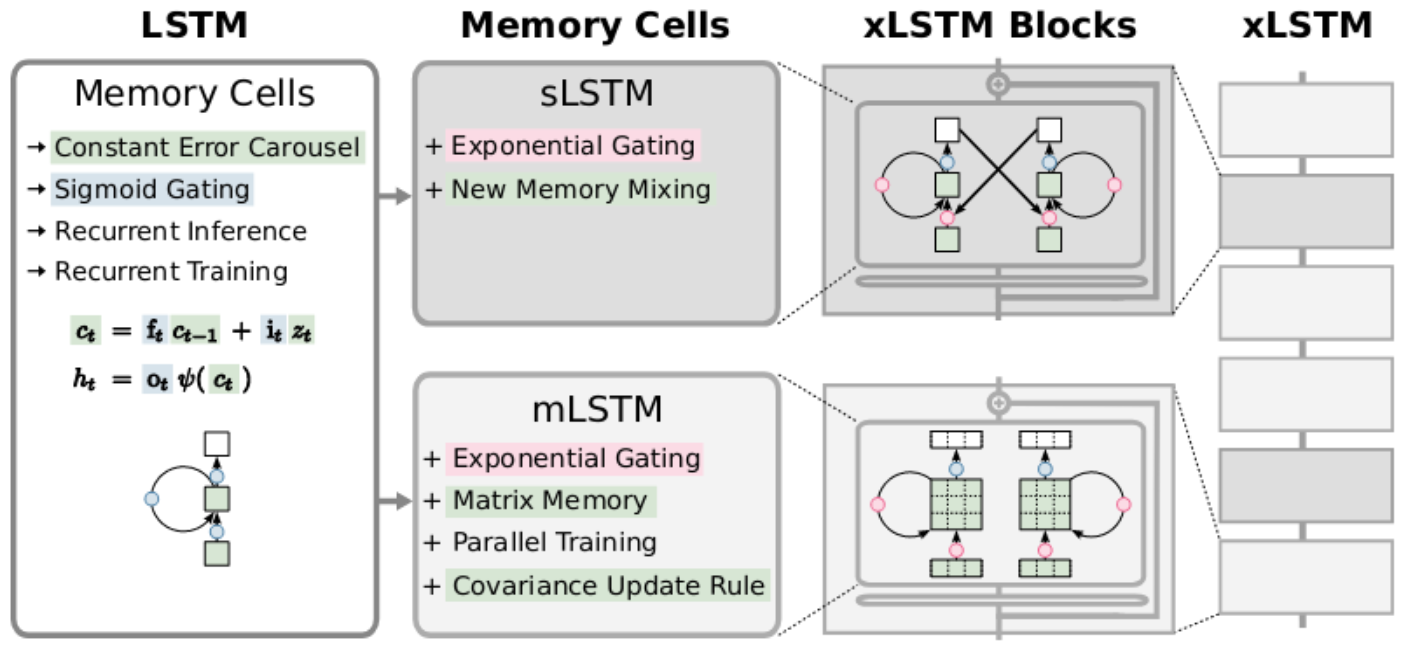 LSTM
Memory Cells
xLSTM Blocks
xLSTM
Memory Cells
→ Constant Error Carousel
→ Sigmoid Gating
→ Recurrent Inference
→ Recurrent Training
c_t = f_t c_{t−1} + i_t z_t
h_t = o_t ψ( c_t )
sLSTM
+ Exponential Gating
+ New Memory Mixing
mLSTM
+ Exponential Gating
+ Matrix Memory
+ Parallel Training
+ Covariance Update Rule